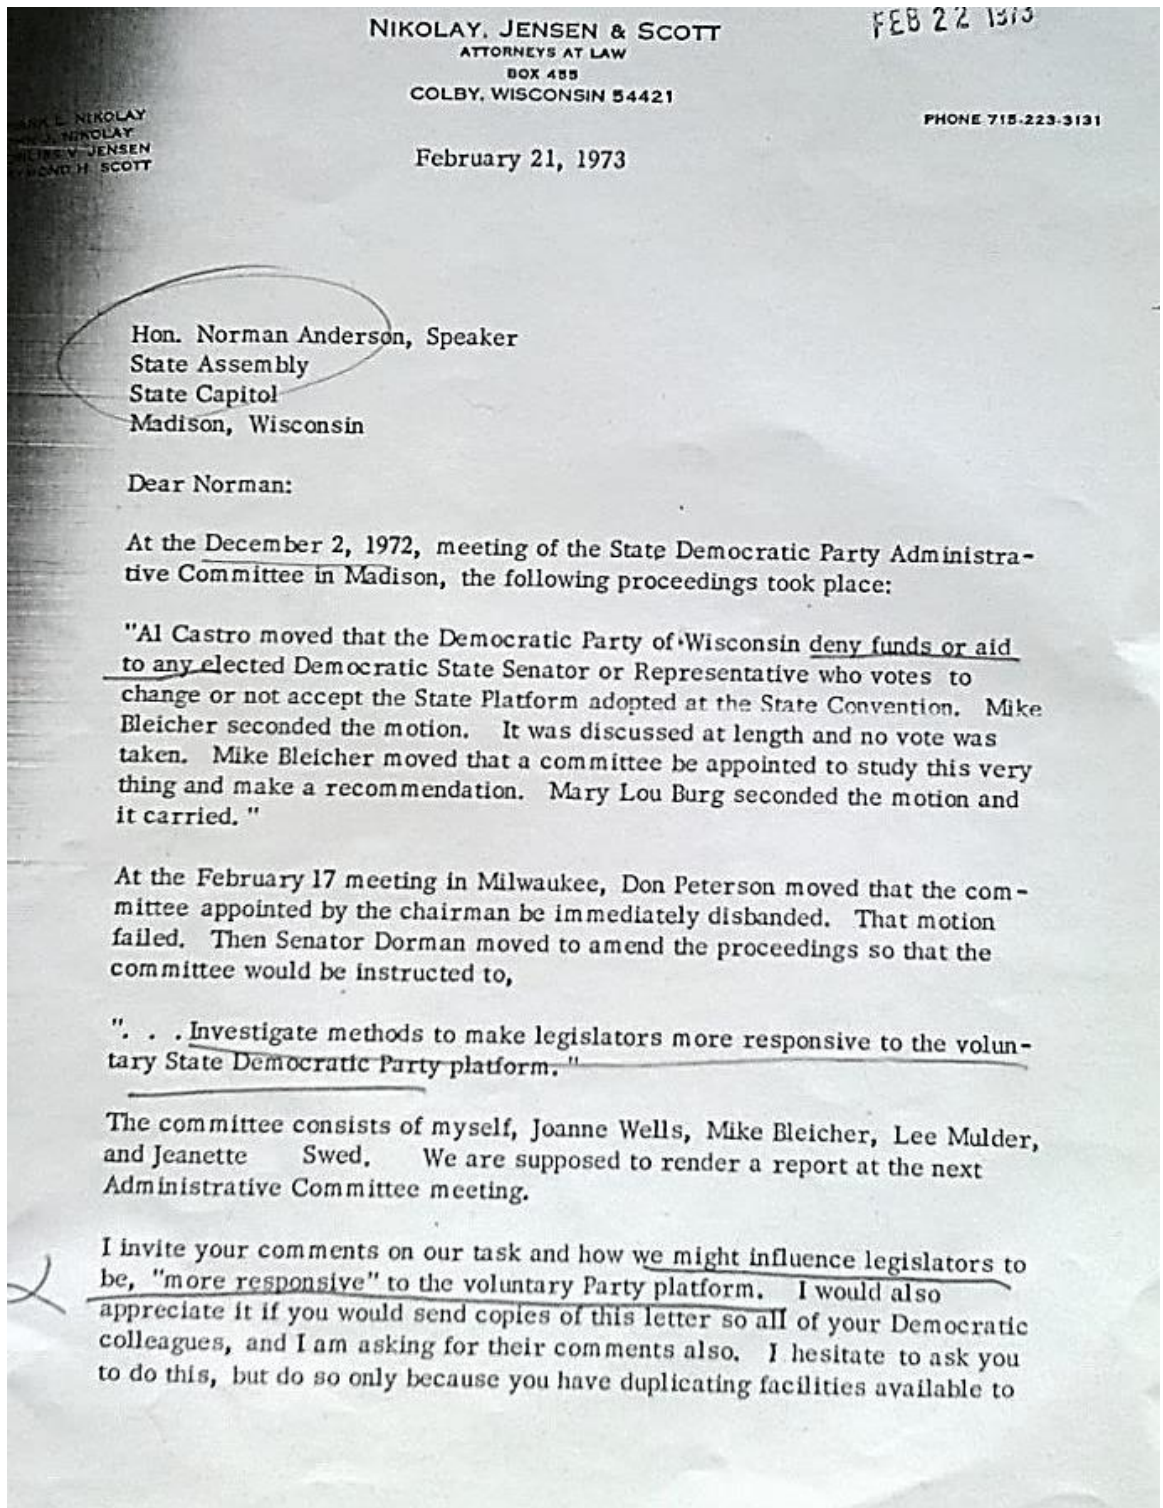 NIKOLAY, JENSEN & SCOTT
FEB 22 1973
ATTORNEYS AT LAW
BOX 455
COLBY, WISCONSIN 54421
L. NIKOLAY
NIKOLAY
V. JENSEN
H. SCOTT
PHONE 715-223-3131
February 21, 1973
Hon. Norman Anderson, Speaker
State Assembly
State Capitol
Madison, Wisconsin
Dear Norman:
At the December 2, 1972, meeting of the State Democratic Party Administra-
tive Committee in Madison, the following proceedings took place:
"Al Castro moved that the Democratic Party of Wisconsin deny funds or aid
to any elected Democratic State Senator or Representative who votes to
change or not accept the State Platform adopted at the State Convention. Mike
Bleicher seconded the motion. It was discussed at length and no vote was
taken. Mike Bleicher moved that a committee be appointed to study this very
thing and make a recommendation. Mary Lou Burg seconded the motion and
it carried."
At the February 17 meeting in Milwaukee, Don Peterson moved that the com-
mittee appointed by the chairman be immediately disbanded. That motion
failed. Then Senator Dorman moved to amend the proceedings so that the
committee would be instructed to,
". . . Investigate methods to make legislators more responsive to the volun-
tary State Democratic Party platform."
The committee consists of myself, Joanne Wells, Mike Bleicher, Lee Mulder,
and Jeanette Swed. We are supposed to render a report at the next
Administrative Committee meeting.
I invite your comments on our task and how we might influence legislators to
be, "more responsive" to the voluntary Party platform. I would also
appreciate it if you would send copies of this letter so all of your Democratic
colleagues, and I am asking for their comments also. I hesitate to ask you
to do this, but do so only because you have duplicating facilities available to